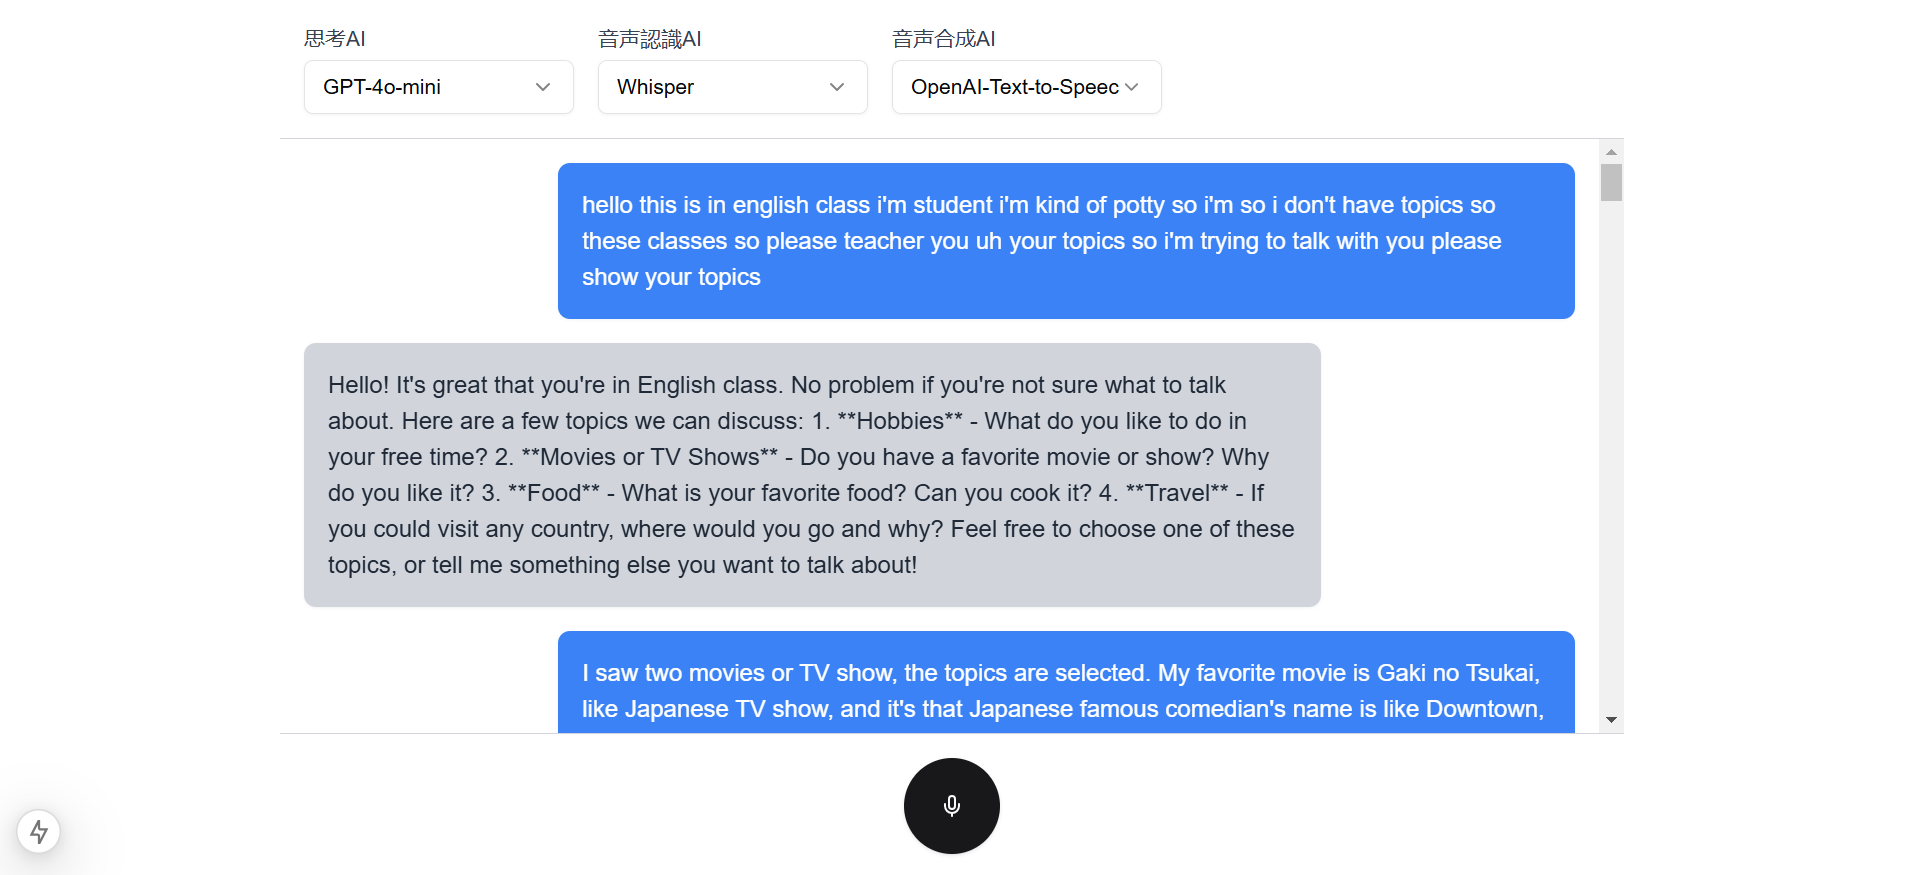 思考AI
音声認識AI
音声合成AI
GPT-4o-mini
Whisper
OpenAI-Text-to-Speec
hello this is in english class i'm student i'm kind of potty so i'm so i don't have topics so
these classes so please teacher you uh your topics so i'm trying to talk with you please
show your topics
Hello! It's great that you're in English class. No problem if you're not sure what to talk
about. Here are a few topics we can discuss: 1. **Hobbies** - What do you like to do in
your free time? 2. **Movies or TV Shows** - Do you have a favorite movie or show? Why
do you like it? 3. **Food** - What is your favorite food? Can you cook it? 4. **Travel** - If
you could visit any country, where would you go and why? Feel free to choose one of these
topics, or tell me something else you want to talk about!
I saw two movies or TV show, the topics are selected. My favorite movie is Gaki no Tsukai,
like Japanese TV show, and it's that Japanese famous comedian's name is like Downtown,